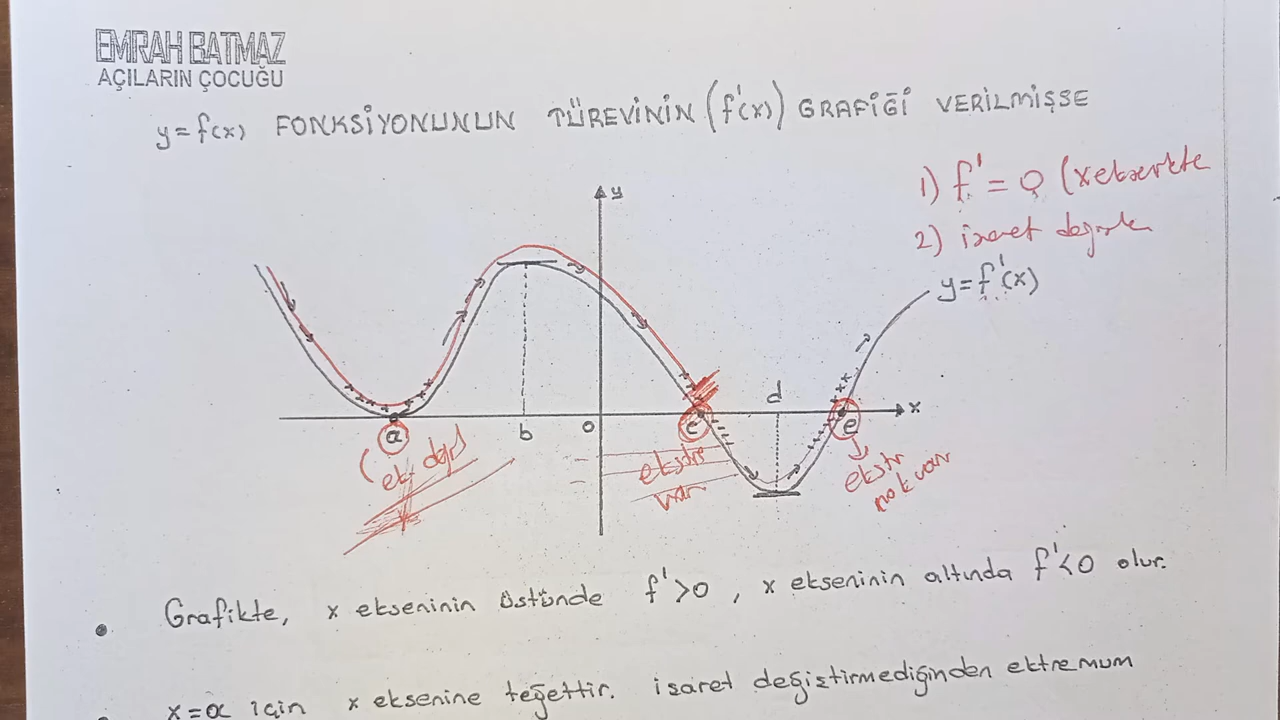 EMRAH BATMAZ
AÇILARIN ÇOCUĞU
y=f(x) FONKSİYONUNUN TÜREVİNİN (f'(x)) GRAFİĞİ VERİLMİŞSE
1) f' = 0 (x
2) işaret
y=f'(x)
y
x
a
b
0
c
d
e
var
ekstr
nok var
Grafikte, x ekseninin üstünde f'>0, x ekseninin altında f'<0 olur.
x=a için x eksenine teğettir. işaret değiştirmediğinden ektremum